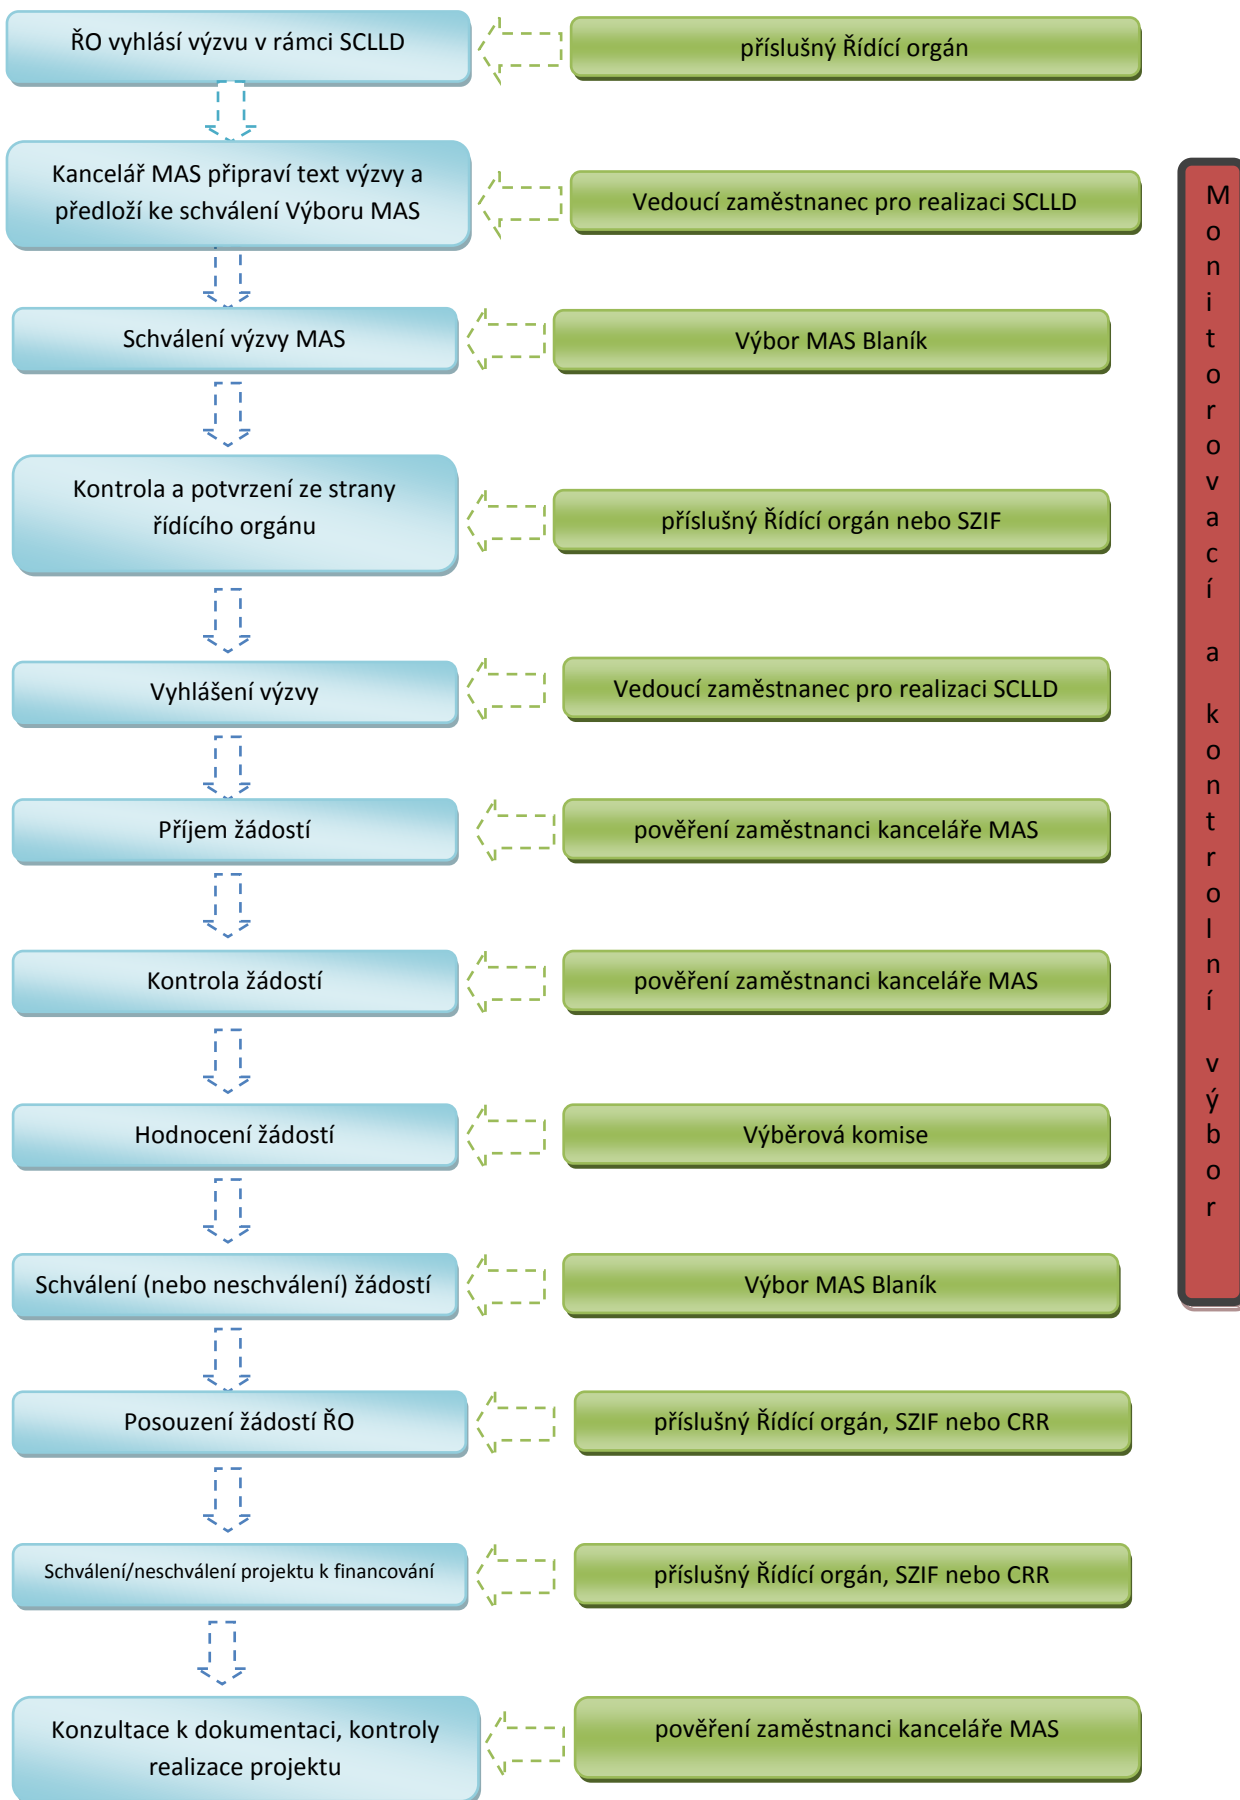 ŘO vyhlásí výzvu v rámci SCLLD
příslušný Řídící orgán
Kancelář MAS připraví text výzvy a
předloží ke schválení Výboru MAS
Vedoucí zaměstnanec pro realizaci SCLLD
Schválení výzvy MAS
Výbor MAS Blaník
Kontrola a potvrzení ze strany
řídícího orgánu
příslušný Řídící orgán nebo SZIF
Vyhlášení výzvy
Vedoucí zaměstnanec pro realizaci SCLLD
Příjem žádostí
pověření zaměstnanci kanceláře MAS
Kontrola žádostí
pověření zaměstnanci kanceláře MAS
Hodnocení žádostí
Výběrová komise
Schválení (nebo neschválení) žádostí
Výbor MAS Blaník
Posouzení žádostí ŘO
příslušný Řídící orgán, SZIF nebo CRR
Schválení/neschválení projektu k financování
příslušný Řídící orgán, SZIF nebo CRR
Konzultace k dokumentaci, kontroly
realizace projektu
pověření zaměstnanci kanceláře MAS
Monitorovací a kontrolní výbor